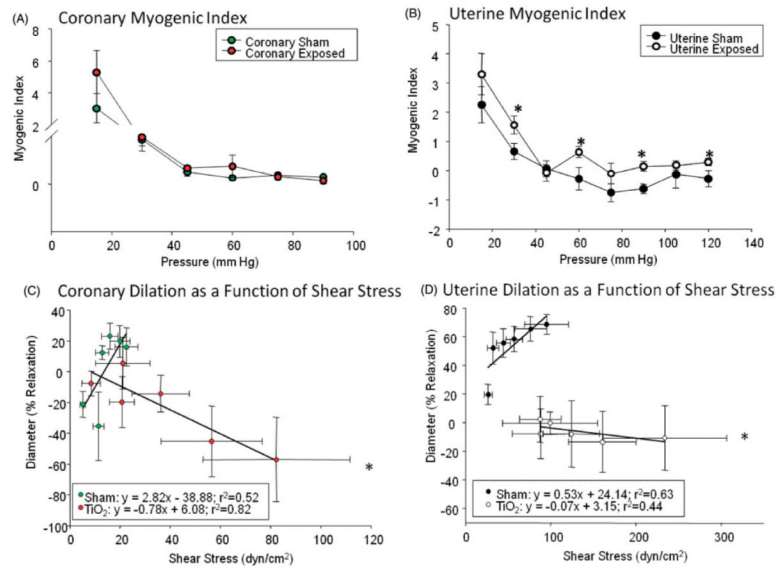 (A) Coronary Myogenic Index
Coronary Sham
Coronary Exposed
Myogenic Index
8
6
4
2
0
0 20 40 60 80 100
Pressure (mm Hg)
(B) Uterine Myogenic Index
Uterine Sham
Uterine Exposed
Myogenic Index
5
4
3
2
1
0
-1
-2
* * * *
0 20 40 60 80 100 120 140
Pressure (mm Hg)
(C) Coronary Dilation as a Function of Shear Stress
Diameter (% Relaxation)
40
20
0
-20
-40
-60
-80
-100
*
Sham: y = 2.82x - 38.88; r²=0.52
TiO₂: y = -0.78x + 6.08; r²=0.82
0 20 40 60 80 100 120
Shear Stress (dyn/cm²)
(D) Uterine Dilation as a Function of Shear Stress
Diameter (% Relaxation)
80
60
40
20
0
-20
-40
-60
*
Sham: y = 0.53x + 24.14; r²=0.63
TiO₂: y = -0.07x + 3.15; r²=0.44
0 100 200 300
Shear Stress (dyn/cm²)